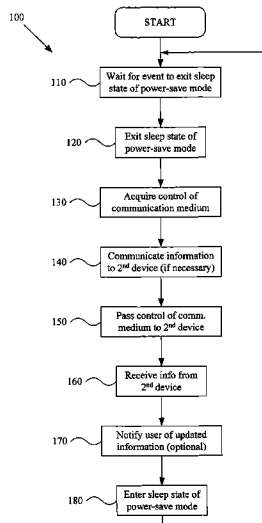 100
START
110
Wait for event to exit sleep
state of power-save mode
120
Exit sleep state of
power-save mode
130
Acquire control of
communication medium
140
Communicate information
to 2nd device (if necessary)
150
Pass control of comm.
medium to 2nd device
160
Receive info from
2nd device
170
Notify user of updated
information (optional)
180
Enter sleep state of
power-save mode